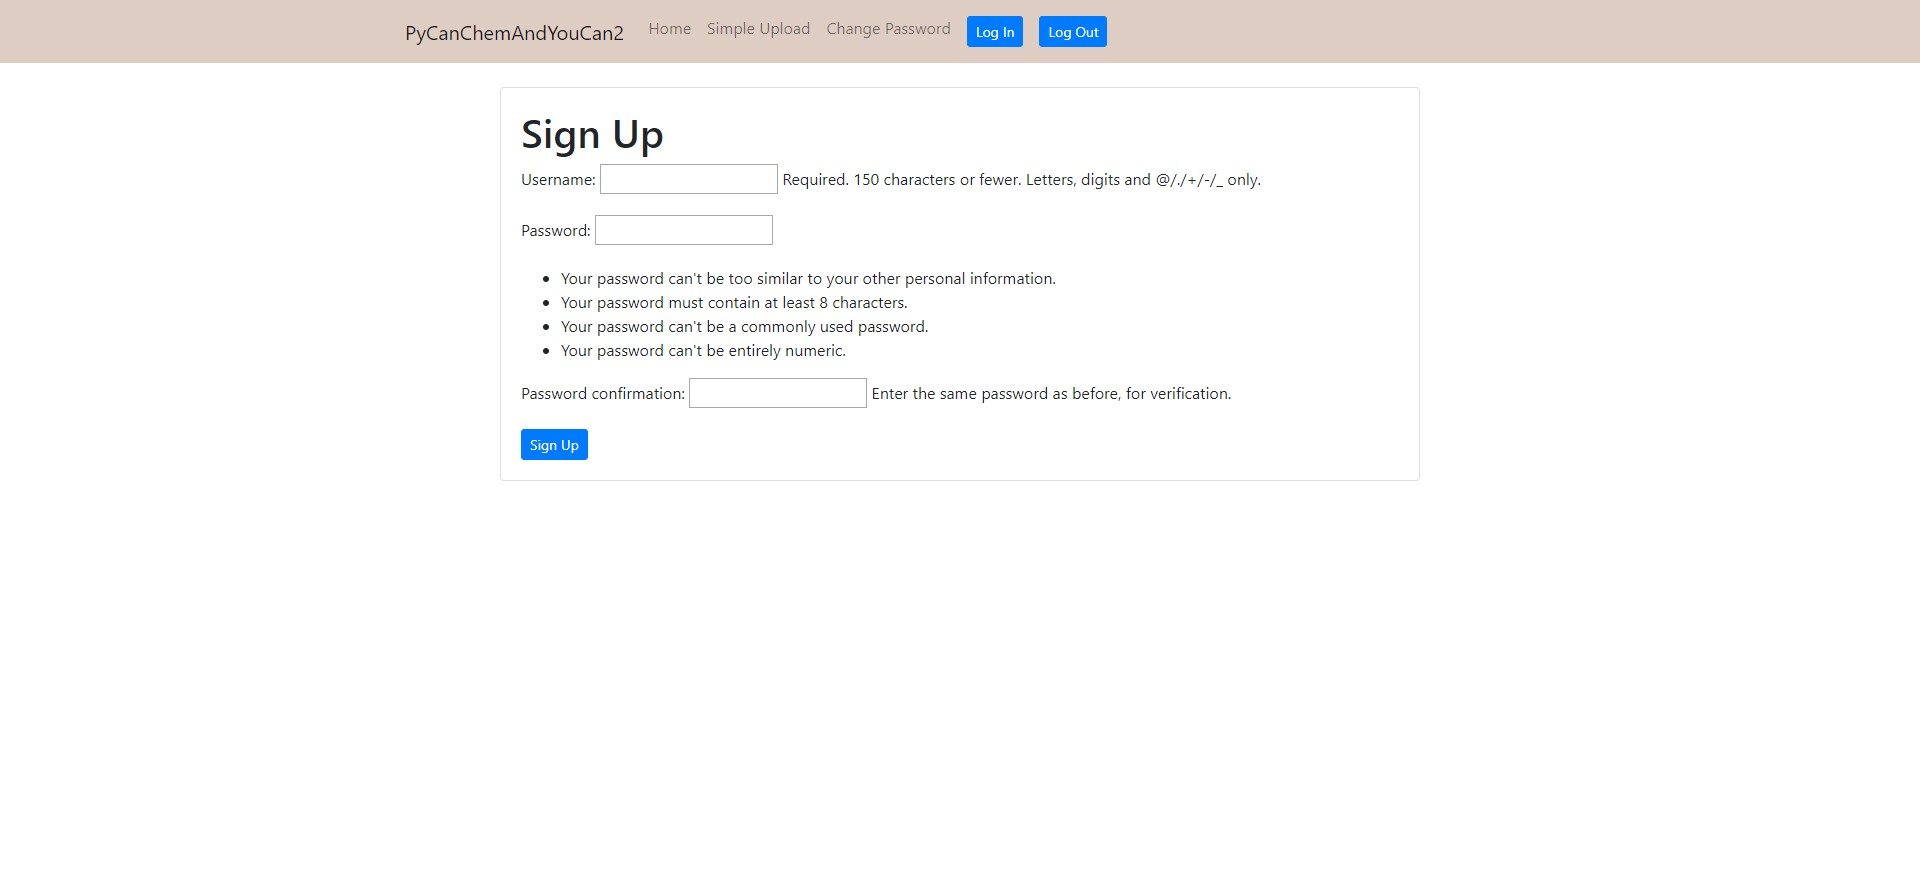 PyCanChemAndYouCan2 Home Simple Upload Change Password Log In Log Out
Sign Up
Username: Required. 150 characters or fewer. Letters, digits and @/./+/-/_ only.
Password:
Your password can't be too similar to your other personal information.
Your password must contain at least 8 characters.
Your password can't be a commonly used password.
Your password can't be entirely numeric.
Password confirmation: Enter the same password as before, for verification.
Sign Up